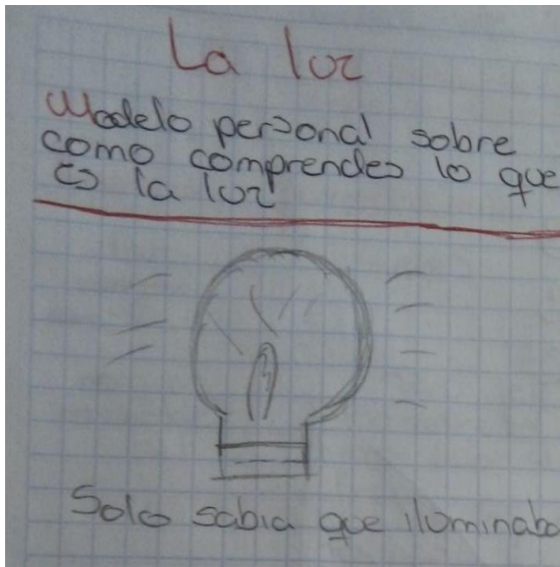 La luz
Modelo personal sobre
como comprendes lo que
es la luz
Solo sabia que iluminaba